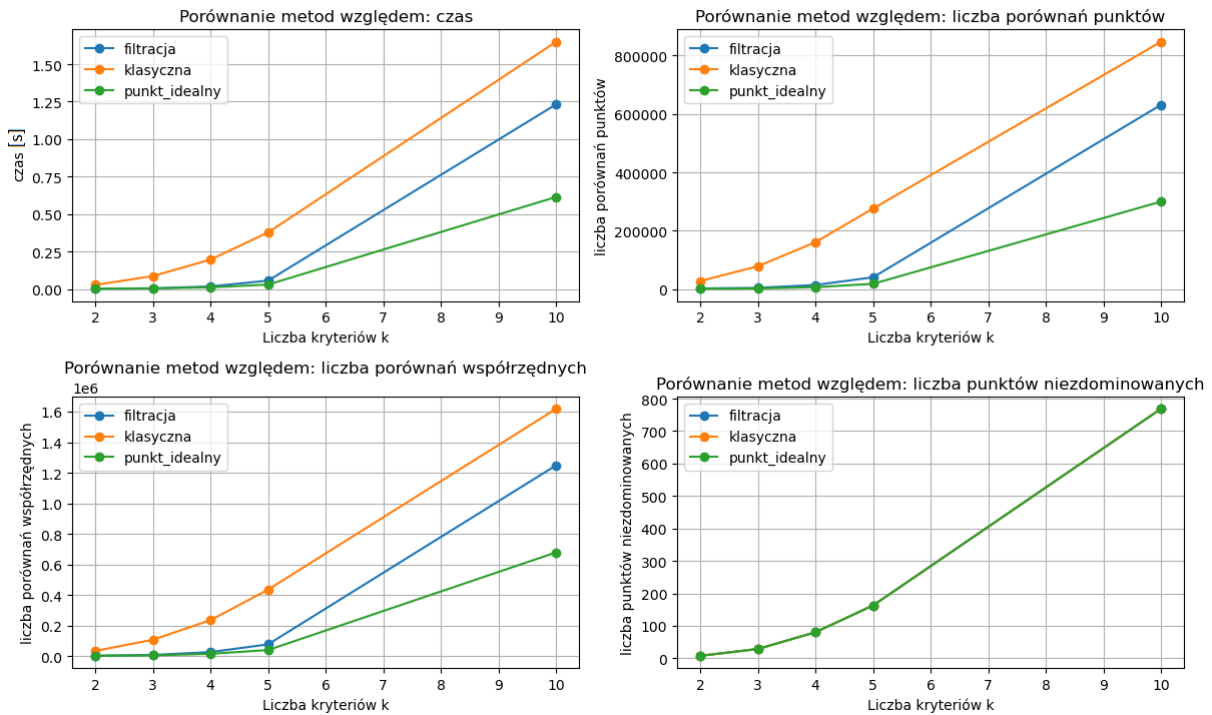 Porównanie metod względem: czas
filtracja
klasyczna
punkt_idealny
czas [s]
1.50
1.25
1.00
0.75
0.50
0.25
0.00
2 3 4 5 6 7 8 9 10
Liczba kryteriów k
Porównanie metod względem: liczba porównań punktów
filtracja
klasyczna
punkt_idealny
liczba porównań punktów
800000
600000
400000
200000
0
2 3 4 5 6 7 8 9 10
Liczba kryteriów k
Porównanie metod względem: liczba porównań współrzędnych
1e6
filtracja
klasyczna
punkt_idealny
liczba porównań współrzędnych
1.6
1.4
1.2
1.0
0.8
0.6
0.4
0.2
0.0
2 3 4 5 6 7 8 9 10
Liczba kryteriów k
Porównanie metod względem: liczba punktów niezdominowanych
filtracja
klasyczna
punkt_idealny
liczba punktów niezdominowanych
800
700
600
500
400
300
200
100
0
2 3 4 5 6 7 8 9 10
Liczba kryteriów k